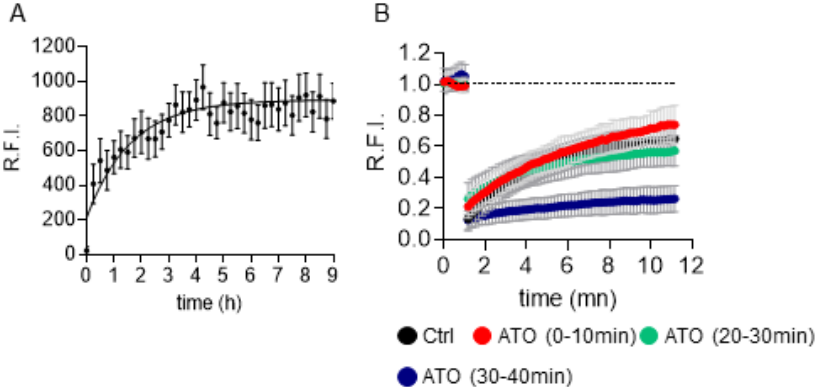 A
R.F.I.
1200
1000
800
600
400
200
0
0 1 2 3 4 5 6 7 8 9
time (h)
B
R.F.I.
1.2
1.0
0.8
0.6
0.4
0.2
0.0
0 2 4 6 8 10 12
time (mn)
Ctrl ATO (0-10min) ATO (20-30min)
ATO (30-40min)